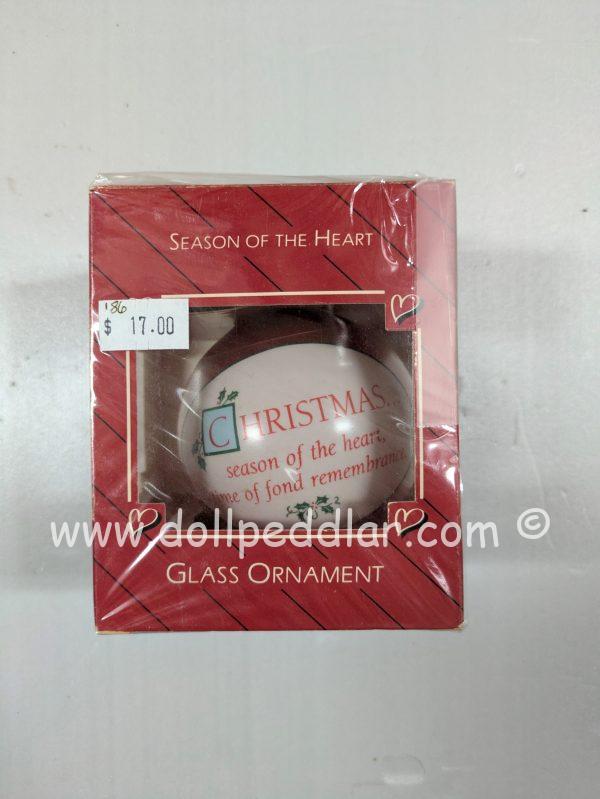 SEASON OF THE HEART
'86
$ 17.00
CHRISTMAS...
season of the heart,
time of fond remembrance
www.dollpeddlar.com ©
GLASS ORNAMENT